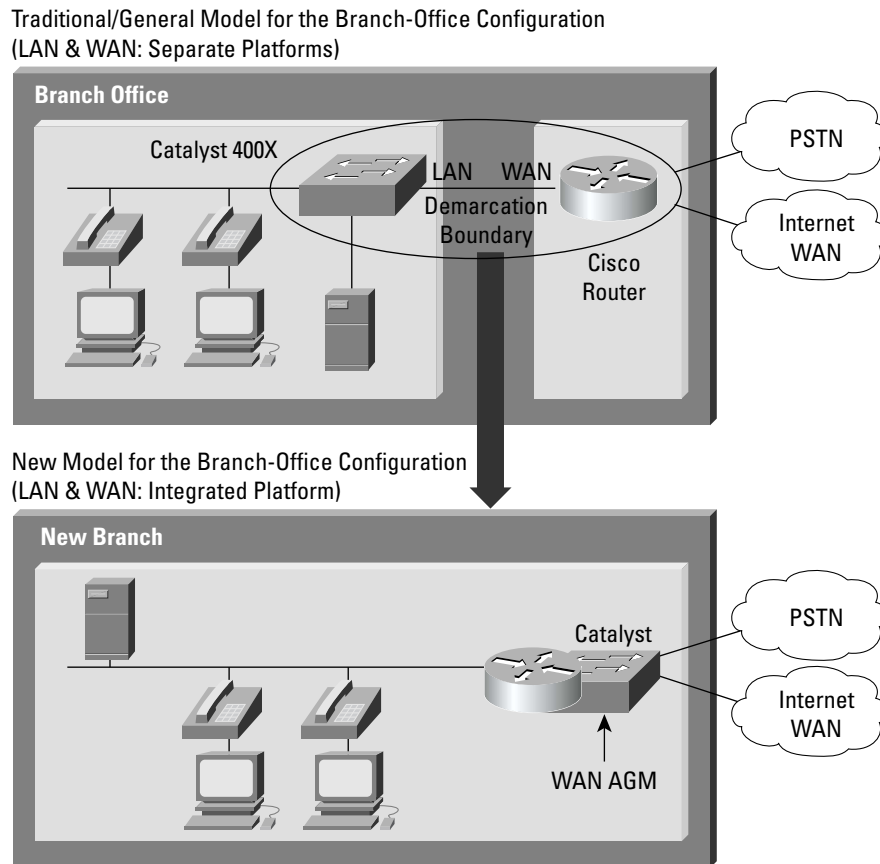 Traditional/General Model for the Branch-Office Configuration
(LAN & WAN: Separate Platforms)
Branch Office
Catalyst 400X
LAN WAN
Demarcation
Boundary
Cisco
Router
PSTN
Internet
WAN
New Model for the Branch-Office Configuration
(LAN & WAN: Integrated Platform)
New Branch
Catalyst
WAN AGM
PSTN
Internet
WAN